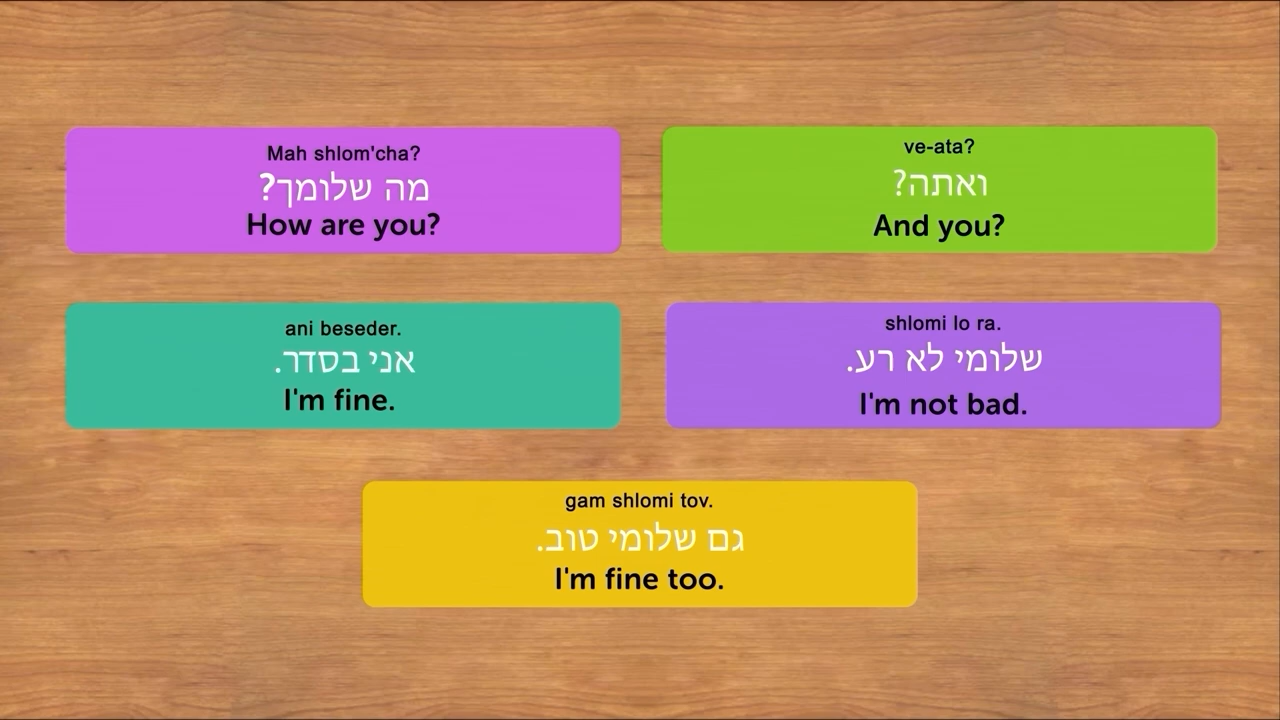 Mah shlom'cha?
מה שלומך?
How are you?
ve-ata?
ואתה?
And you?
ani beseder.
אני בסדר.
I'm fine.
shlomi lo ra.
שלומי לא רע.
I'm not bad.
gam shlomi tov.
גם שלומי טוב.
I'm fine too.